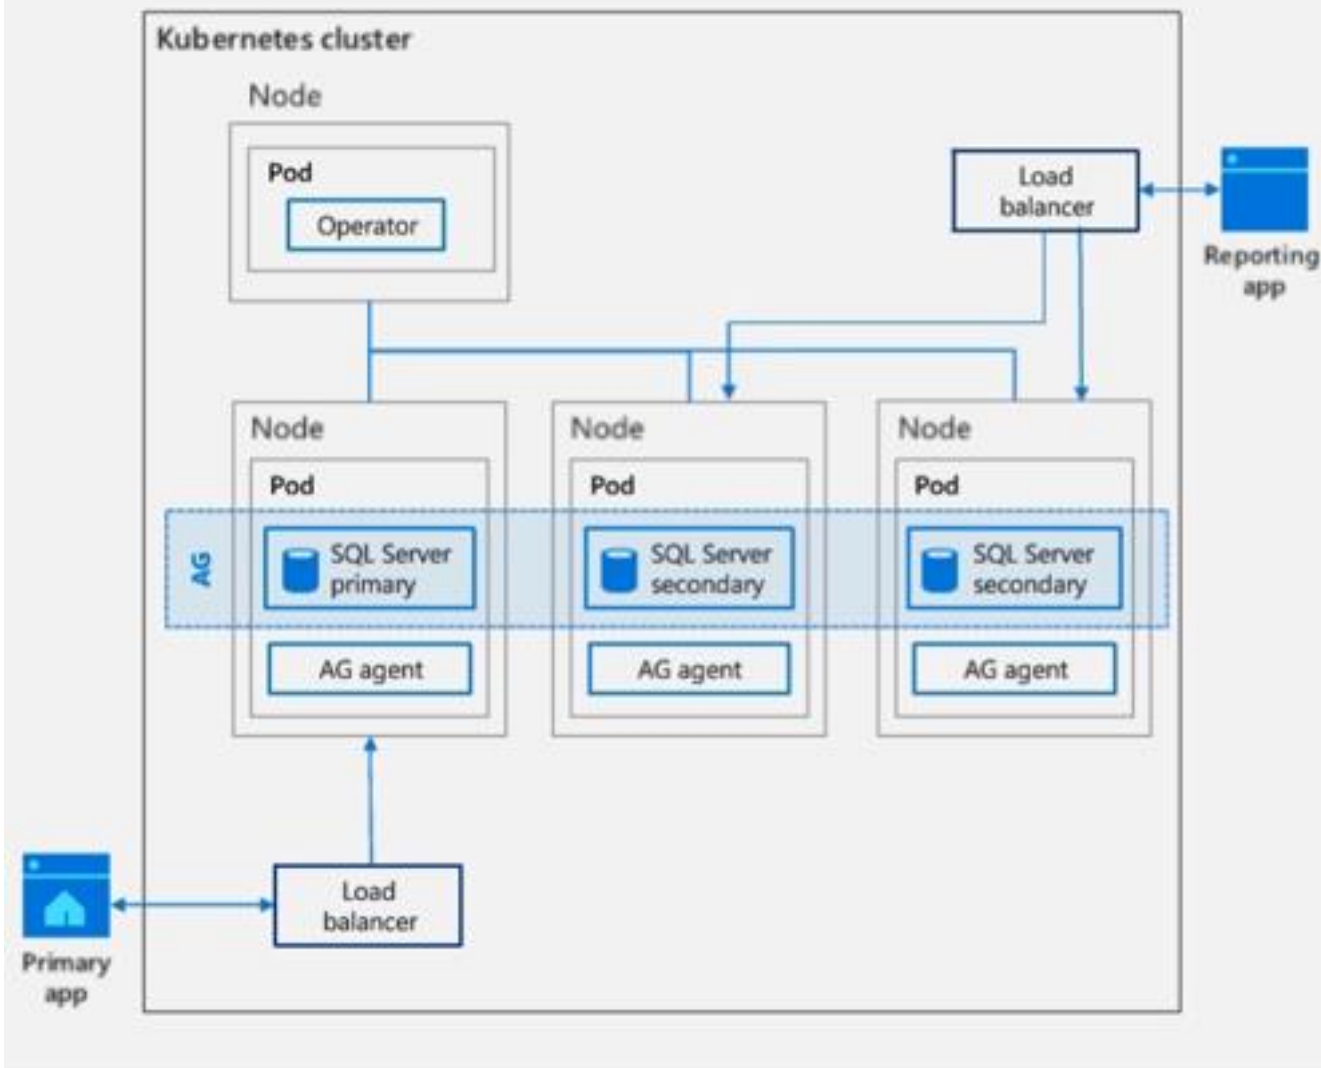 Kubernetes cluster
Node
Pod
Operator
Load
balancer
Reporting
app
Node
Pod
SQL Server
primary
AG agent
Node
Pod
SQL Server
secondary
AG agent
Node
Pod
SQL Server
secondary
AG agent
AG
Load
balancer
Primary
app